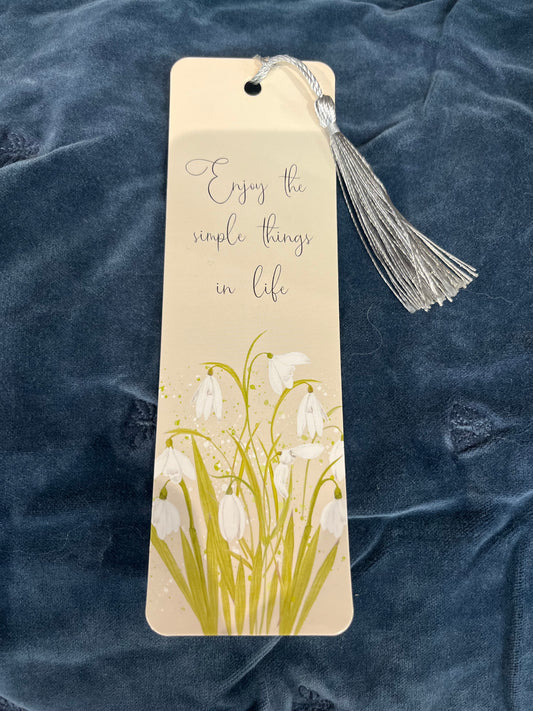 Enjoy the
simple things
in life